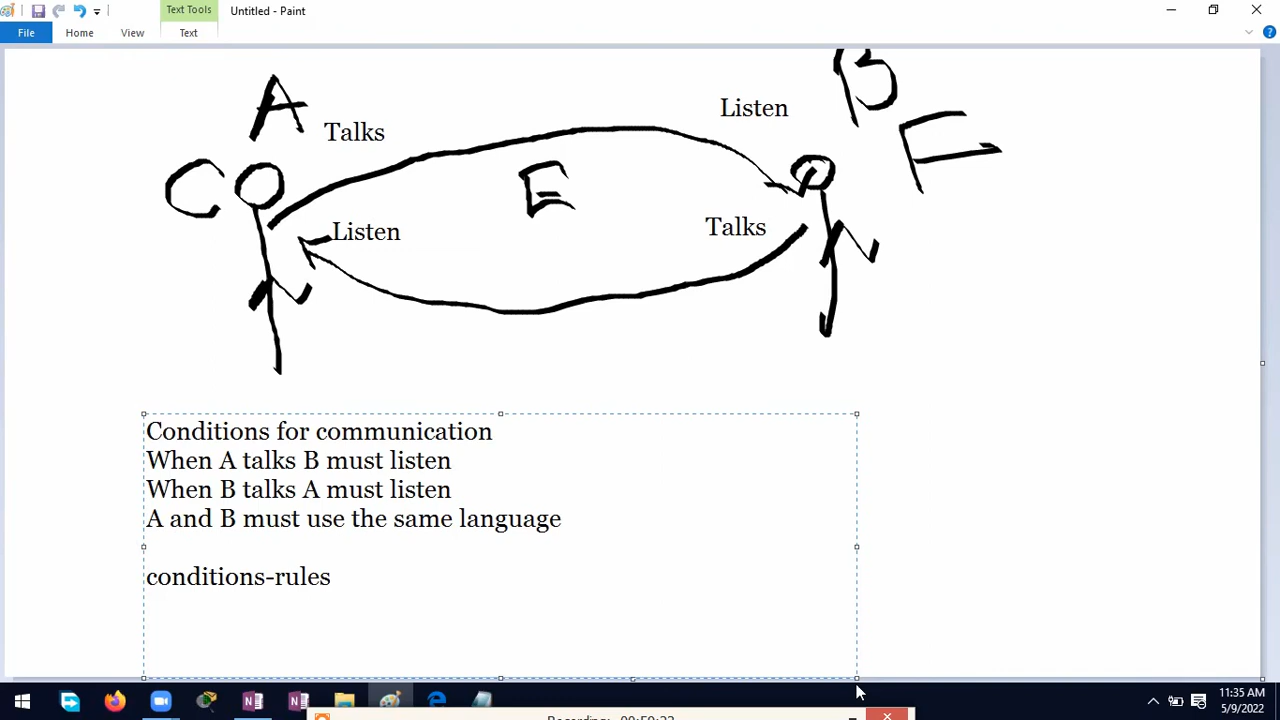 Text Tools
Untitled - Paint
File
Home
View
Text
A
B
Talks
Listen
F
C
E
Listen
Talks
Conditions for communication
When A talks B must listen
When B talks A must listen
A and B must use the same language
conditions-rules
11:35 AM
5/9/2022